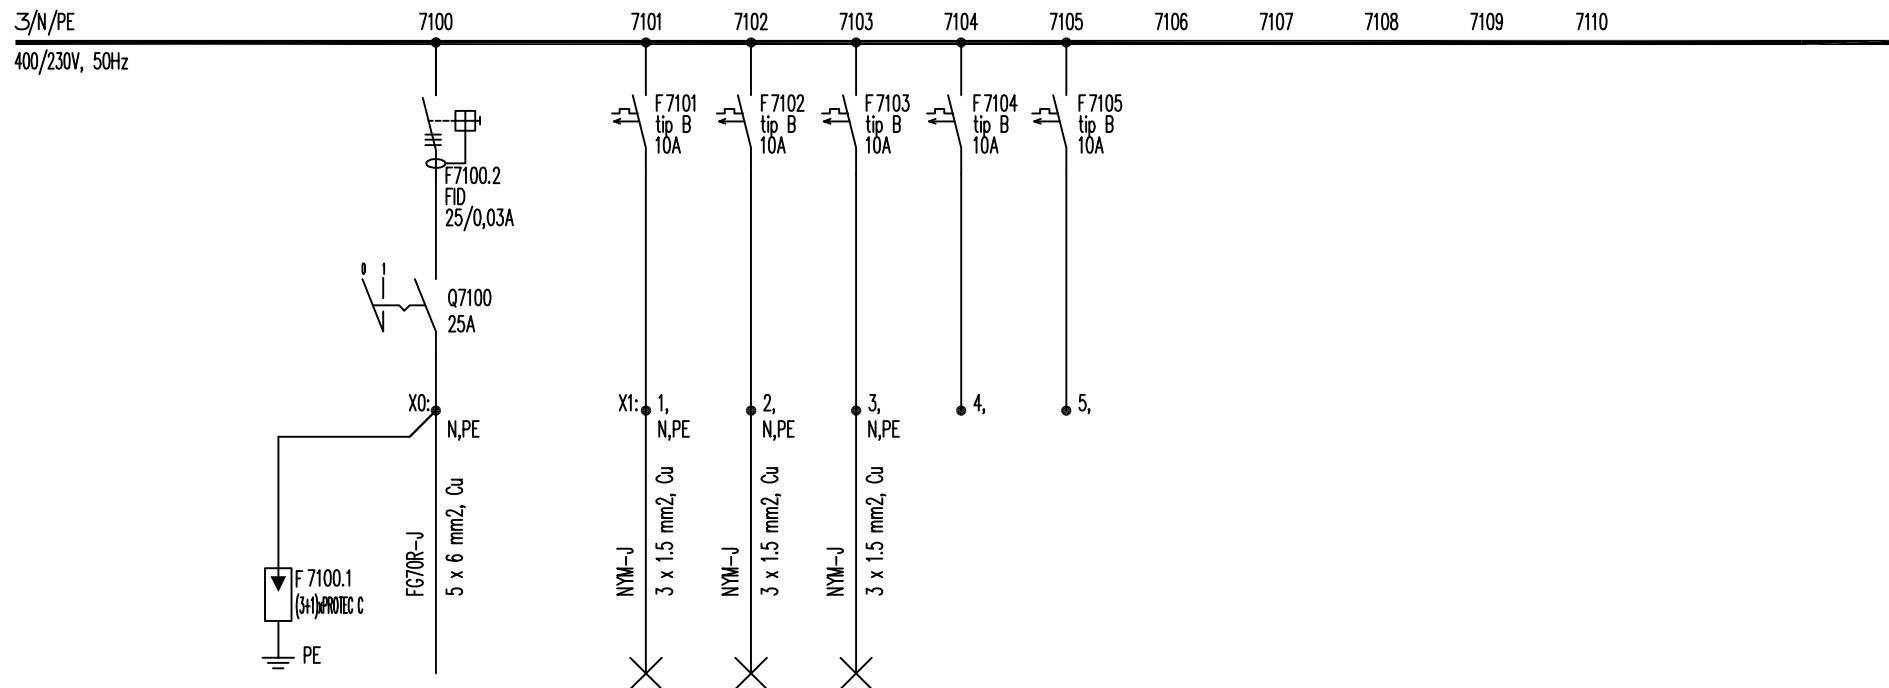 3/N/PE
7100 7101 7102 7103 7104 7105 7106 7107 7108 7109 7110
400/230V, 50Hz
F7101
tip B
10A
F7102
tip B
10A
F7103
tip B
10A
F7104
tip B
10A
F7105
tip B
10A
F7100.2
FID
25/0,03A
0 1
Q7100
25A
X0:
N,PE
X1: 1,
N,PE
2,
N,PE
3,
N,PE
4,
5,
FG70R-J
5 x 6 mm2, Cu
NYM-J
3 x 1.5 mm2, Cu
NYM-J
3 x 1.5 mm2, Cu
NYM-J
3 x 1.5 mm2, Cu
F 7100.1
(3+1)xPROTEC C
PE